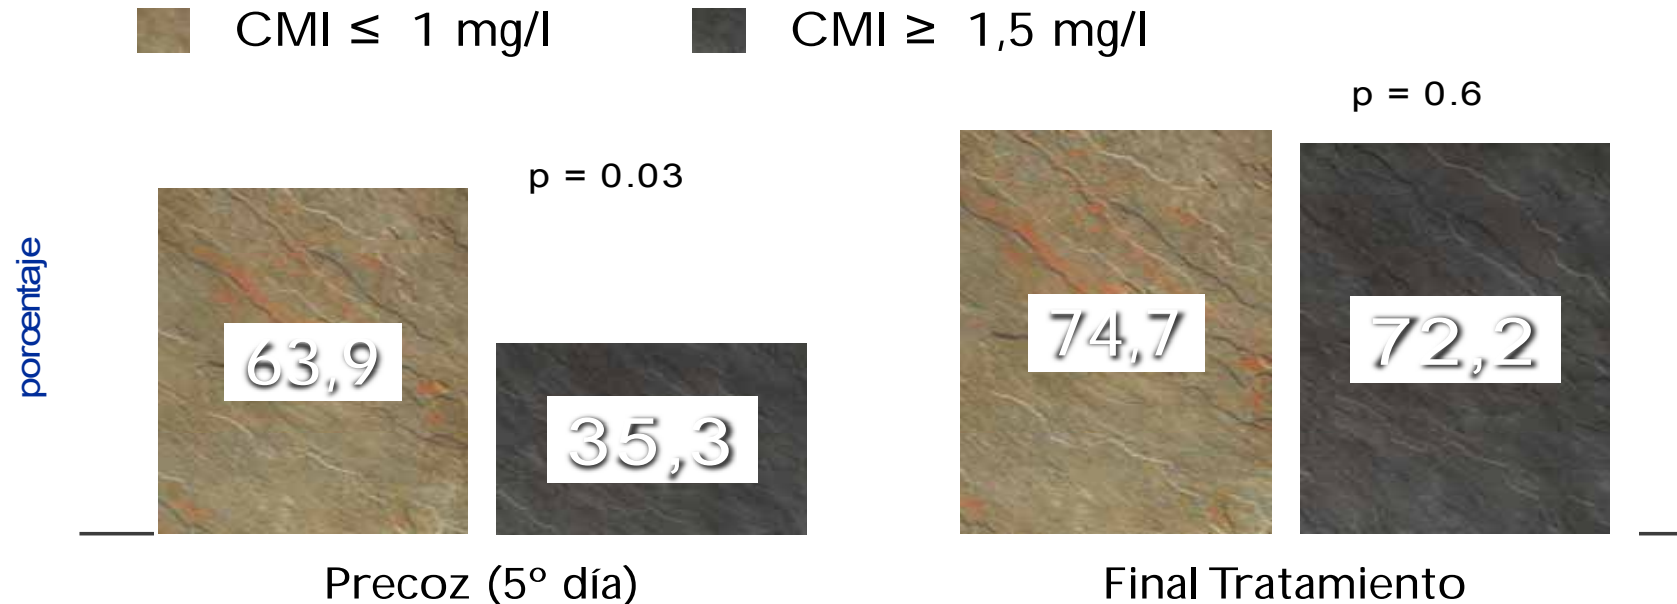 CMI ≤ 1 mg/l
CMI ≥ 1,5 mg/l
p = 0.6
p = 0.03
porcentaje
63,9
35,3
74,7
72,2
Precoz (5º día)
Final Tratamiento